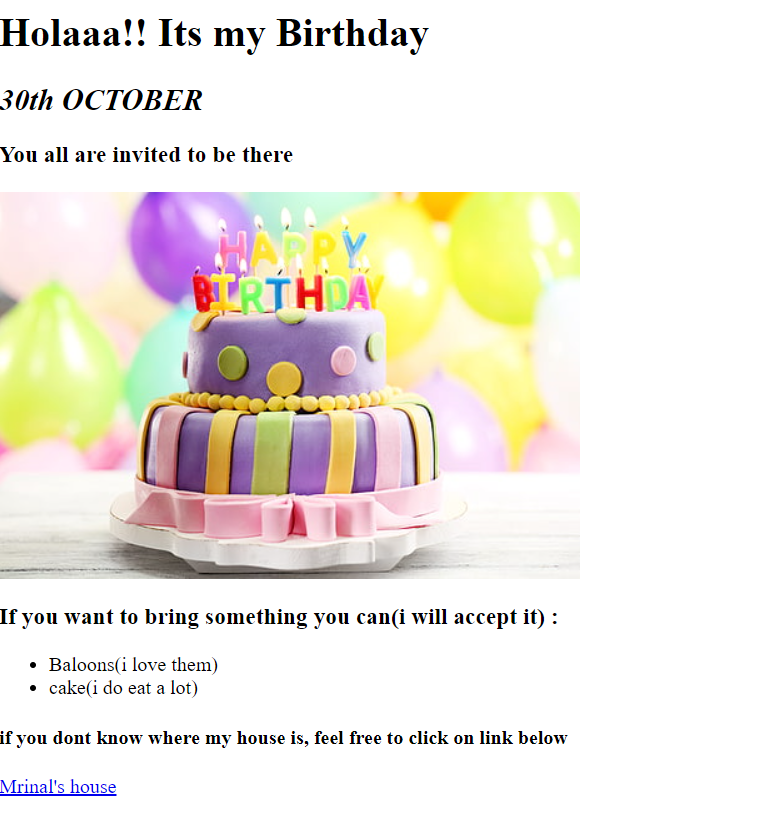 Holaaa!! Its my Birthday
30th OCTOBER
You all are invited to be there
HAPPY
BIRTHDAY
If you want to bring something you can(i will accept it) :
Baloons(i love them)
cake(i do eat a lot)
if you dont know where my house is, feel free to click on link below
Mrinal's house